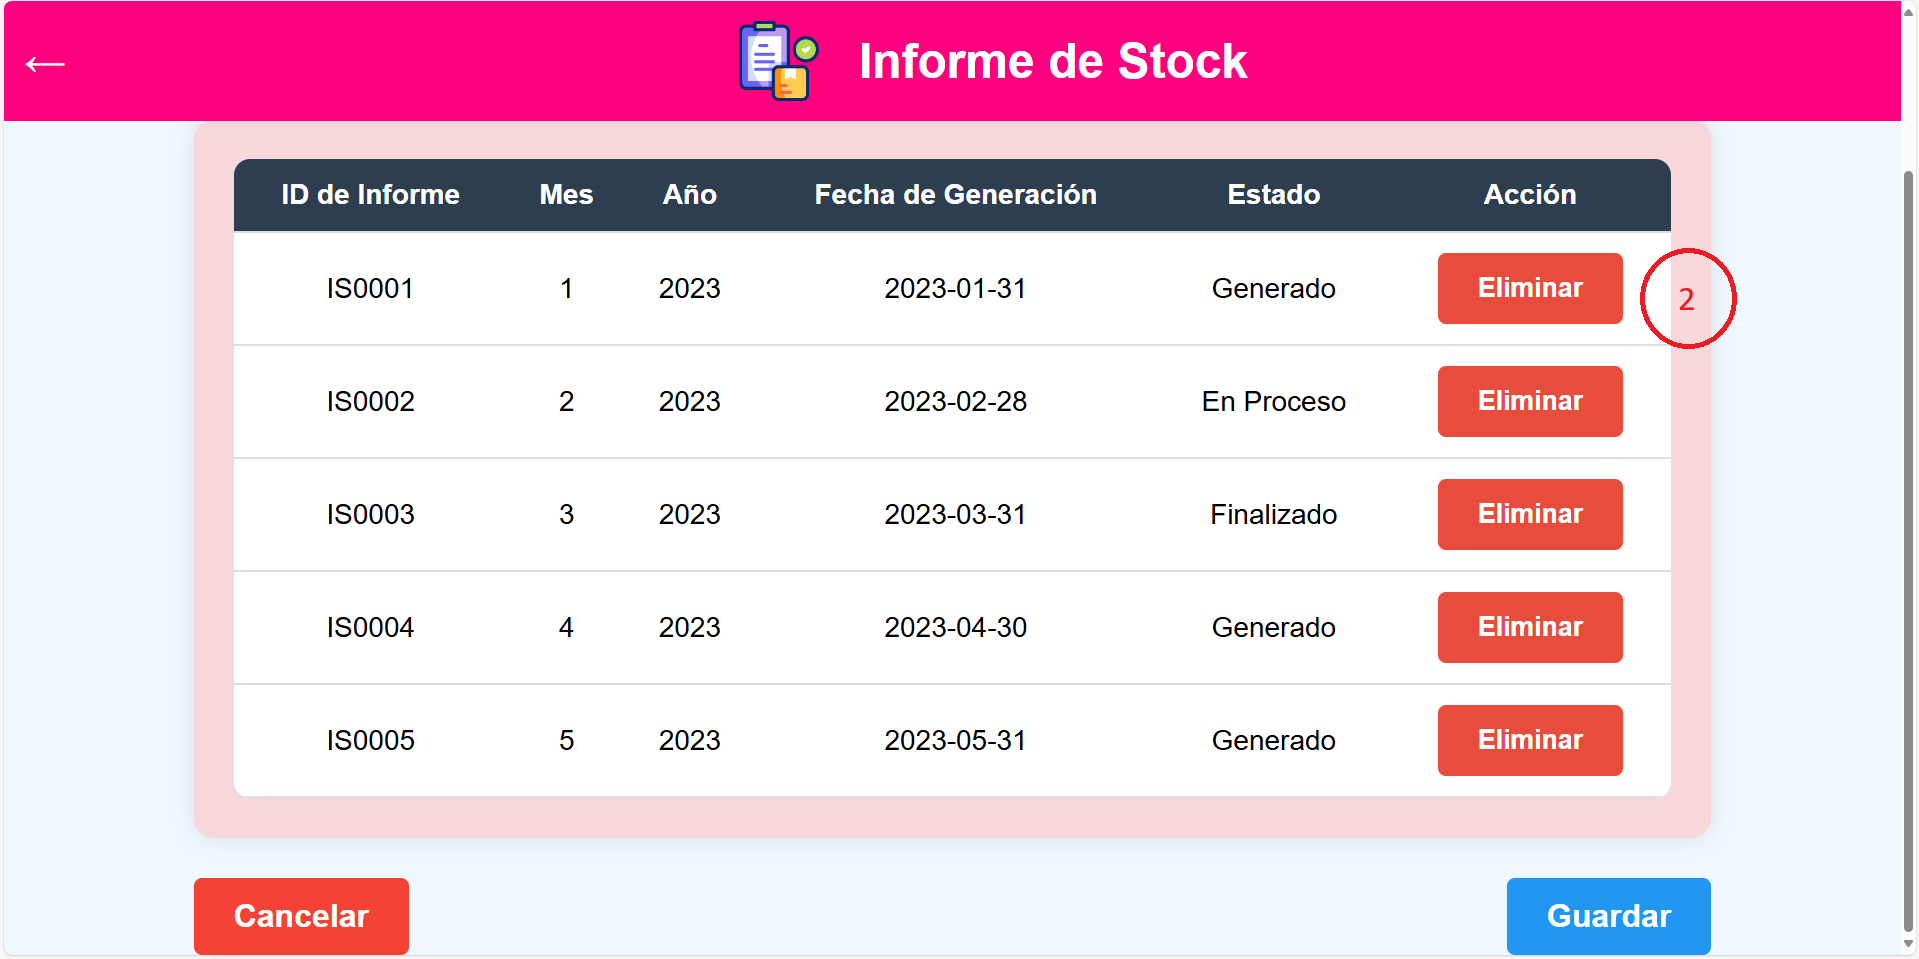 ←
Informe de Stock
ID de Informe Mes Año Fecha de Generación Estado Acción
IS0001 1 2023 2023-01-31 Generado Eliminar 2
IS0002 2 2023 2023-02-28 En Proceso Eliminar
IS0003 3 2023 2023-03-31 Finalizado Eliminar
IS0004 4 2023 2023-04-30 Generado Eliminar
IS0005 5 2023 2023-05-31 Generado Eliminar
Cancelar Guardar